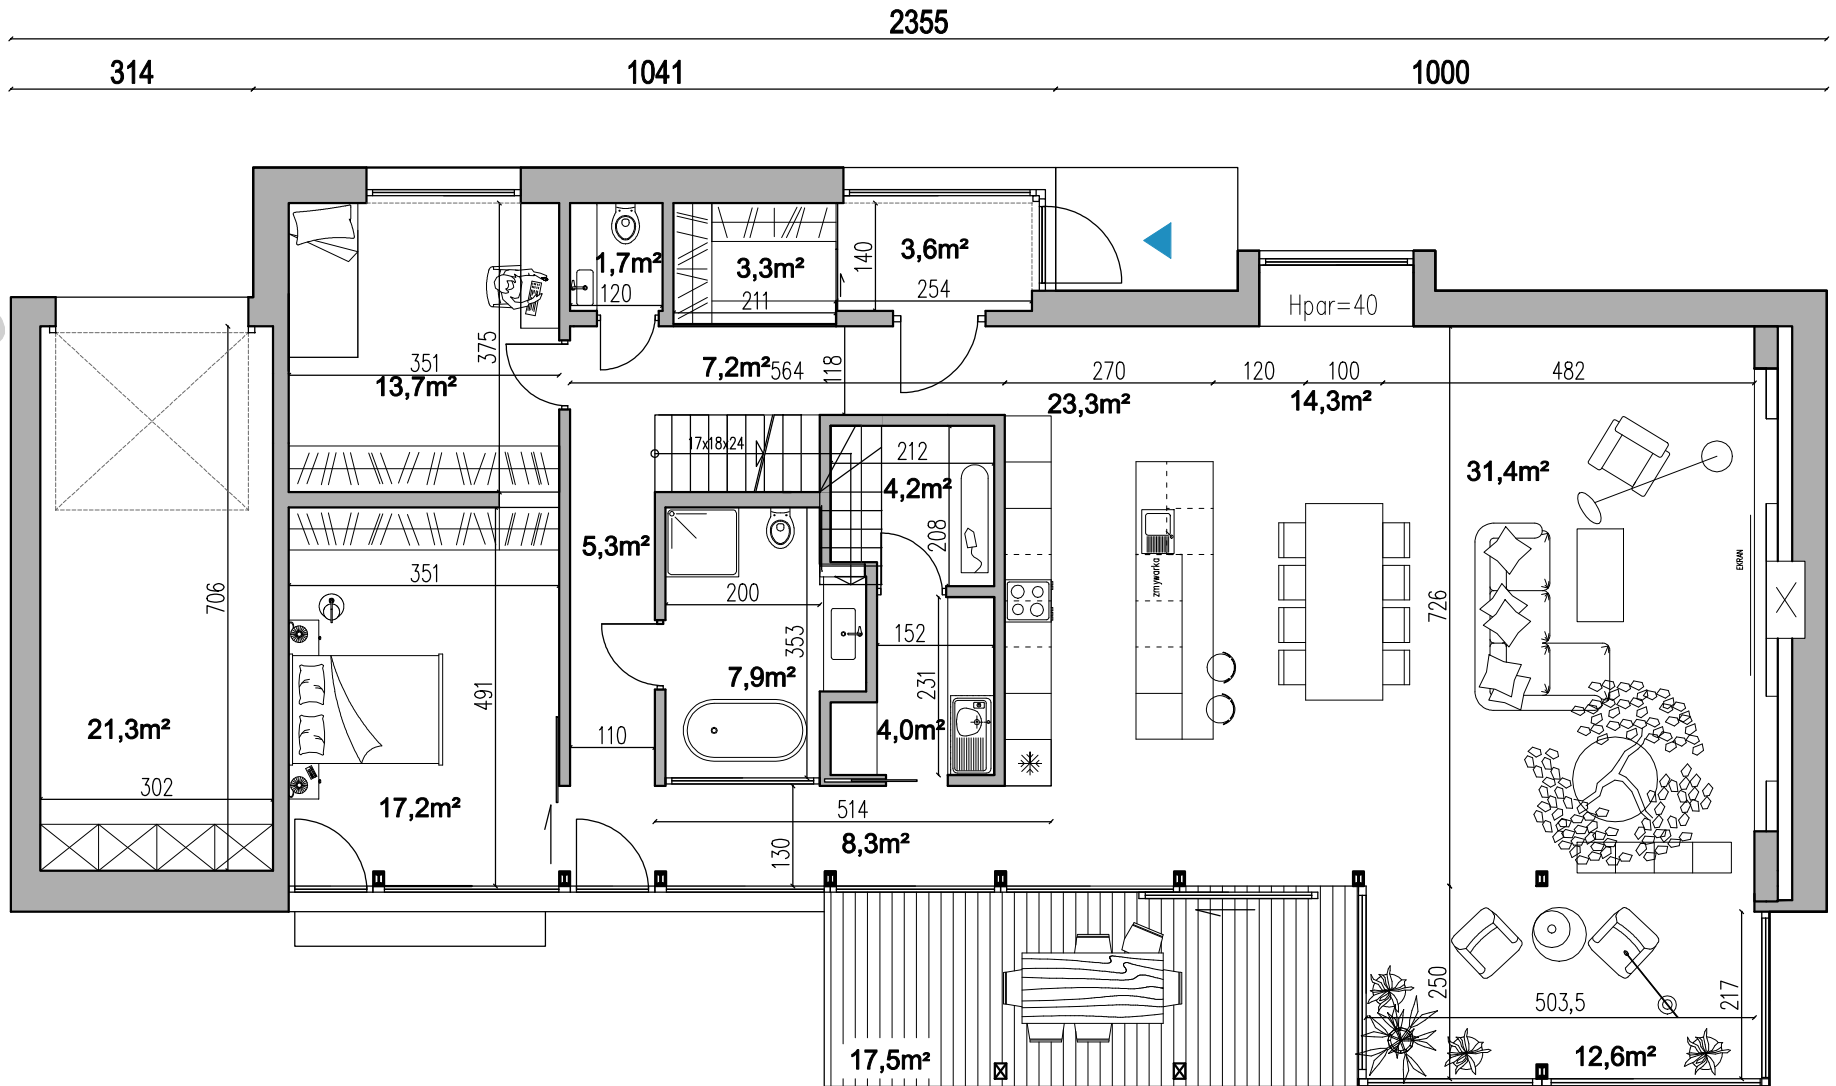 2355
314 1041 1000
1,7m²
120
3,3m²
211
140
3,6m²
254
Hpar=40
351
375
13,7m²
7,2m² 564
118
270
120
100
482
23,3m²
14,3m²
17x18x24
212
4,2m²
208
31,4m²
5,3m²
351
706
200
zmywarka
EKRAN
726
152
353
7,9m²
231
491
21,3m²
110
4,0m²
302
17,2m²
514
8,3m²
130
250
503,5
217
17,5m²
12,6m²